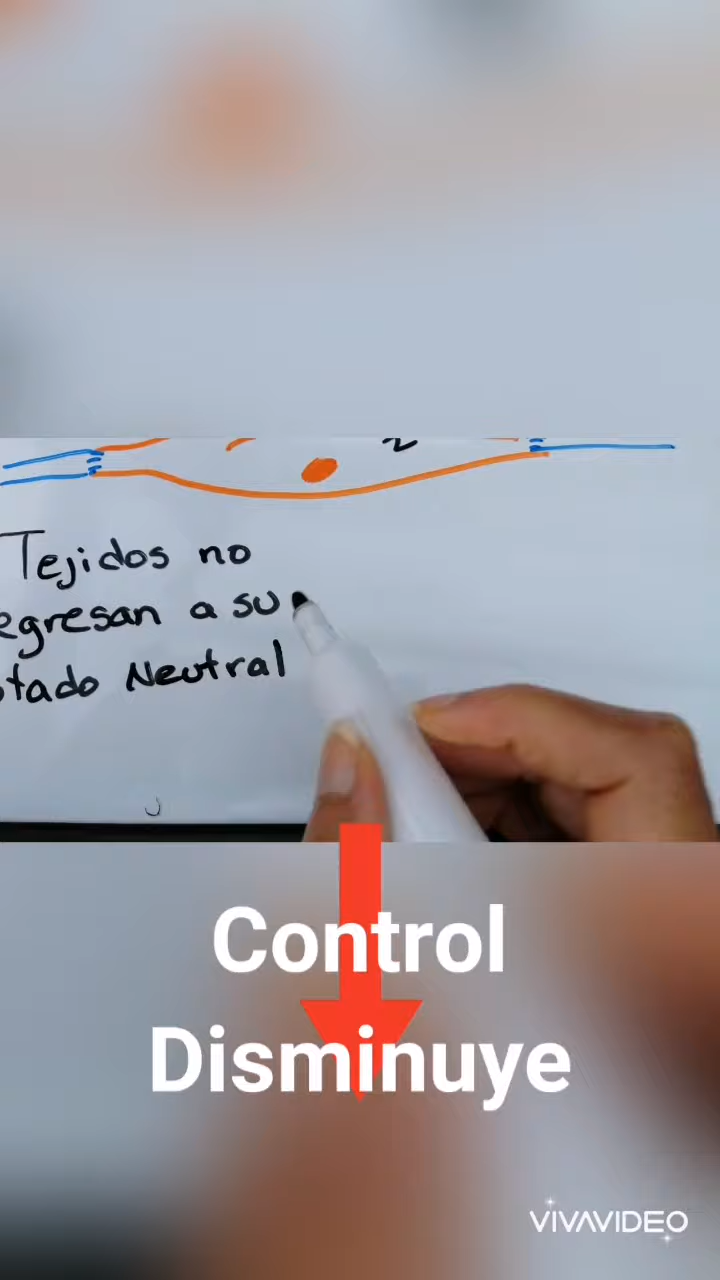 Tejidos no
egresan a su
tado Neutral
Control
Disminuye
VIVAVIDEO